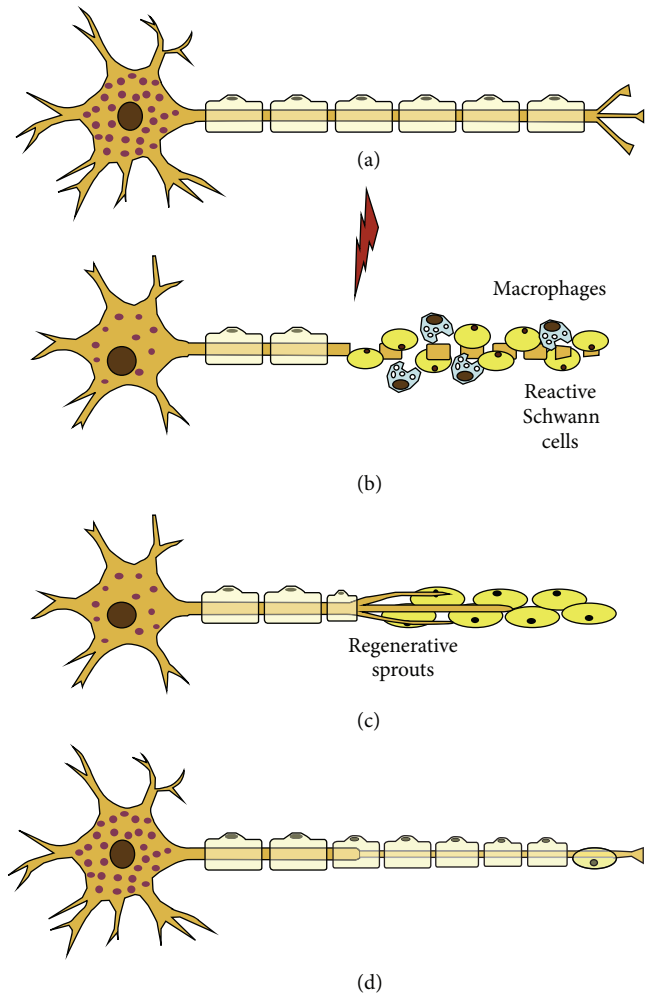 (a)
Macrophages
Reactive
Schwann
cells
(b)
Regenerative
sprouts
(c)
(d)